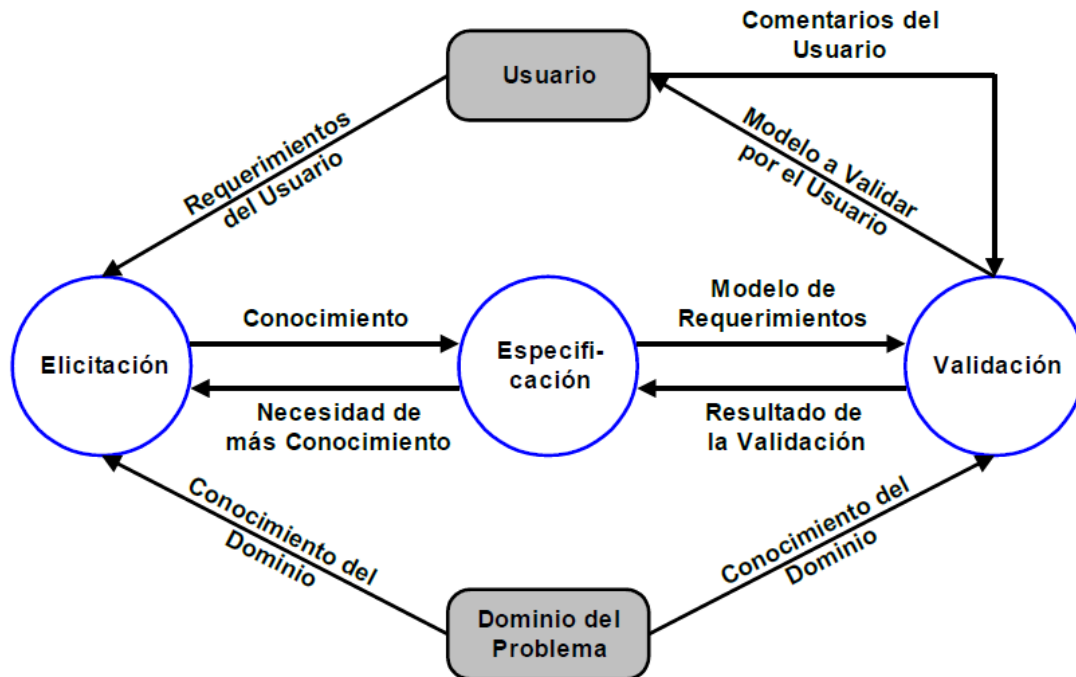 Comentarios del
Usuario
Usuario
Requerimientos
del Usuario
Modelo a Validar
por el Usuario
Elicitación
Conocimiento
Necesidad de
más Conocimiento
Especifi-
cación
Modelo de
Requerimientos
Resultado de
la Validación
Validación
Conocimiento del
Dominio
Conocimiento del
Dominio
Dominio del
Problema